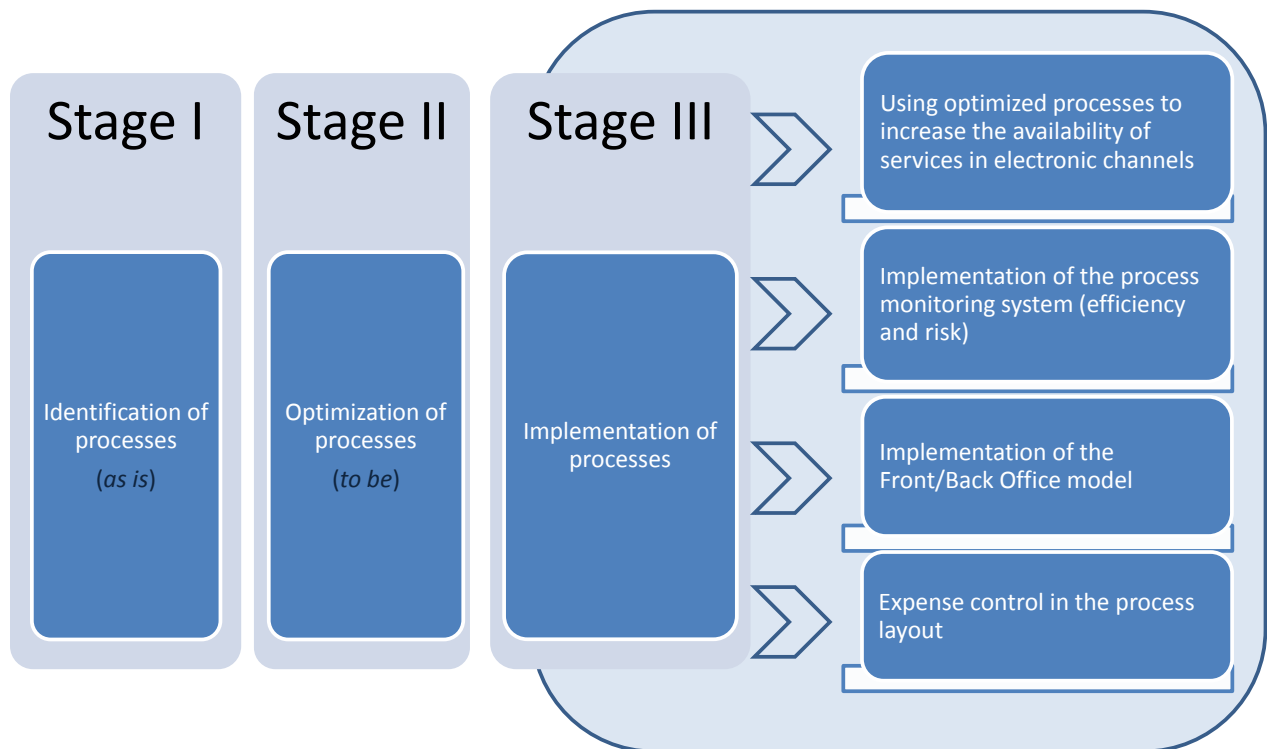 Stage I
Identification of
processes
(as is)
Stage II
Optimization of
processes
(to be)
Stage III
Implementation of
processes
Using optimized processes to
increase the availability of
services in electronic channels
Implementation of the process
monitoring system (efficiency
and risk)
Implementation of the
Front/Back Office model
Expense control in the process
layout